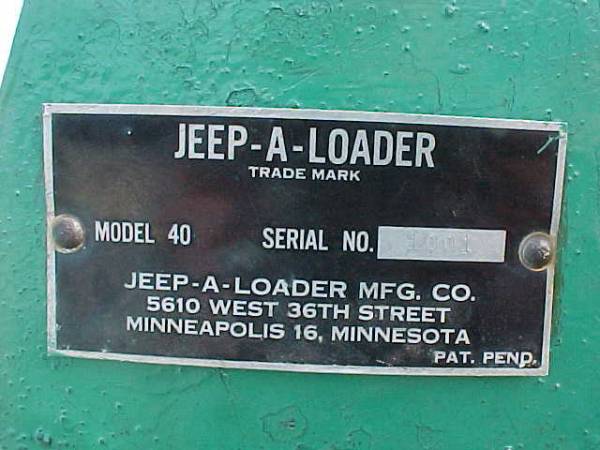 JEEP-A-LOADER
TRADE MARK
MODEL 40 SERIAL NO. 1001
JEEP-A-LOADER MFG. CO.
5610 WEST 36TH STREET
MINNEAPOLIS 16, MINNESOTA
PAT. PEND.